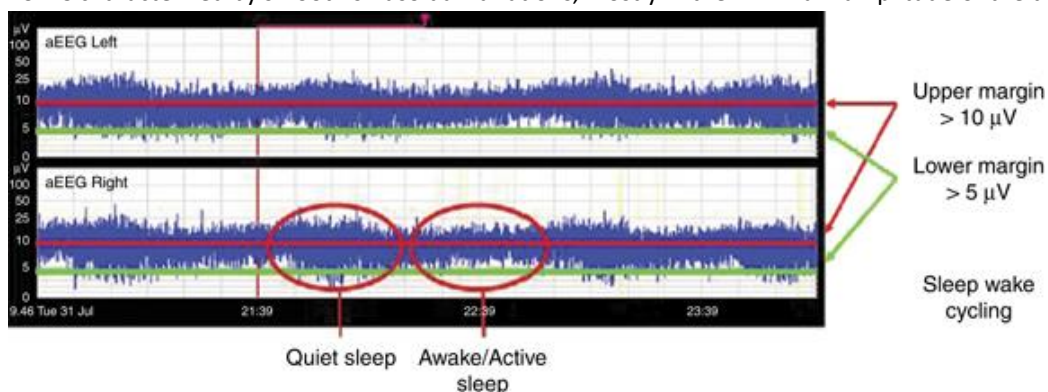 µV
aEEG Left
100
50
25
10
5
0
µV
aEEG Right
100
50
25
10
5
0
9.46 Tue 31 Jul
21:39
22:39
23:39
Upper margin
> 10 µV
Lower margin
> 5 µV
Sleep wake
cycling
Quiet sleep
Awake/Active
sleep